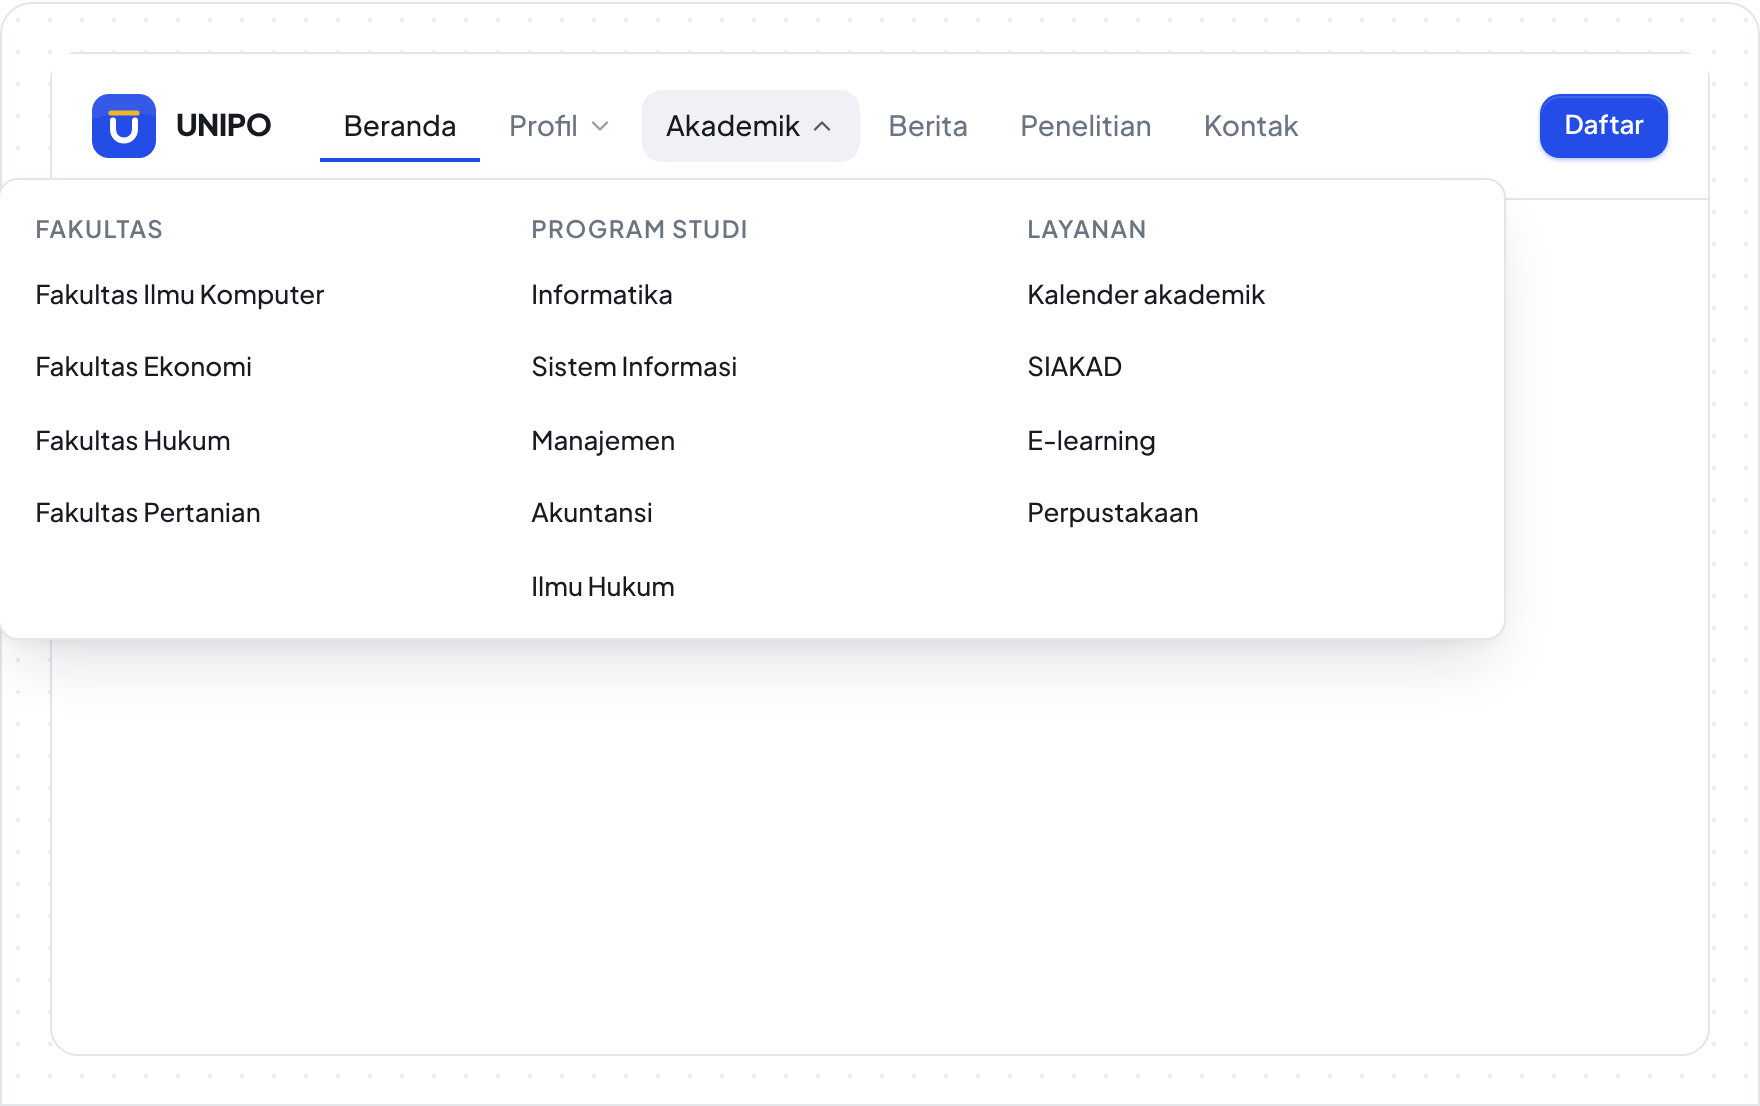 UNIPO
Beranda
Profil
Akademik
Berita
Penelitian
Kontak
Daftar
FAKULTAS
Fakultas Ilmu Komputer
Fakultas Ekonomi
Fakultas Hukum
Fakultas Pertanian
PROGRAM STUDI
Informatika
Sistem Informasi
Manajemen
Akuntansi
Ilmu Hukum
LAYANAN
Kalender akademik
SIAKAD
E-learning
Perpustakaan